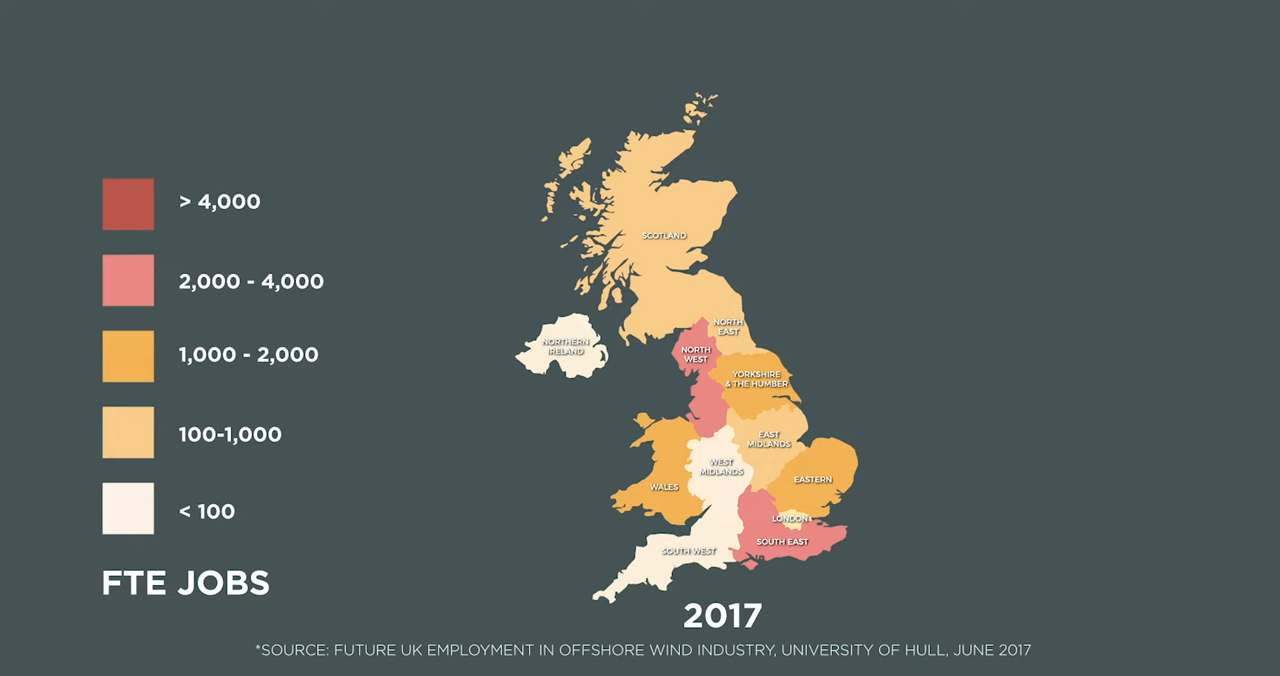 > 4,000
2,000 - 4,000
1,000 - 2,000
100-1,000
< 100
FTE JOBS
SCOTLAND
NORTH
EAST
NORTHERN
IRELAND
NORTH
WEST
YORKSHIRE
& THE HUMBER
EAST
MIDLANDS
WEST
MIDLANDS
WALES
EASTERN
LONDON
SOUTH EAST
SOUTH WEST
2017
*SOURCE: FUTURE UK EMPLOYMENT IN OFFSHORE WIND INDUSTRY, UNIVERSITY OF HULL, JUNE 2017